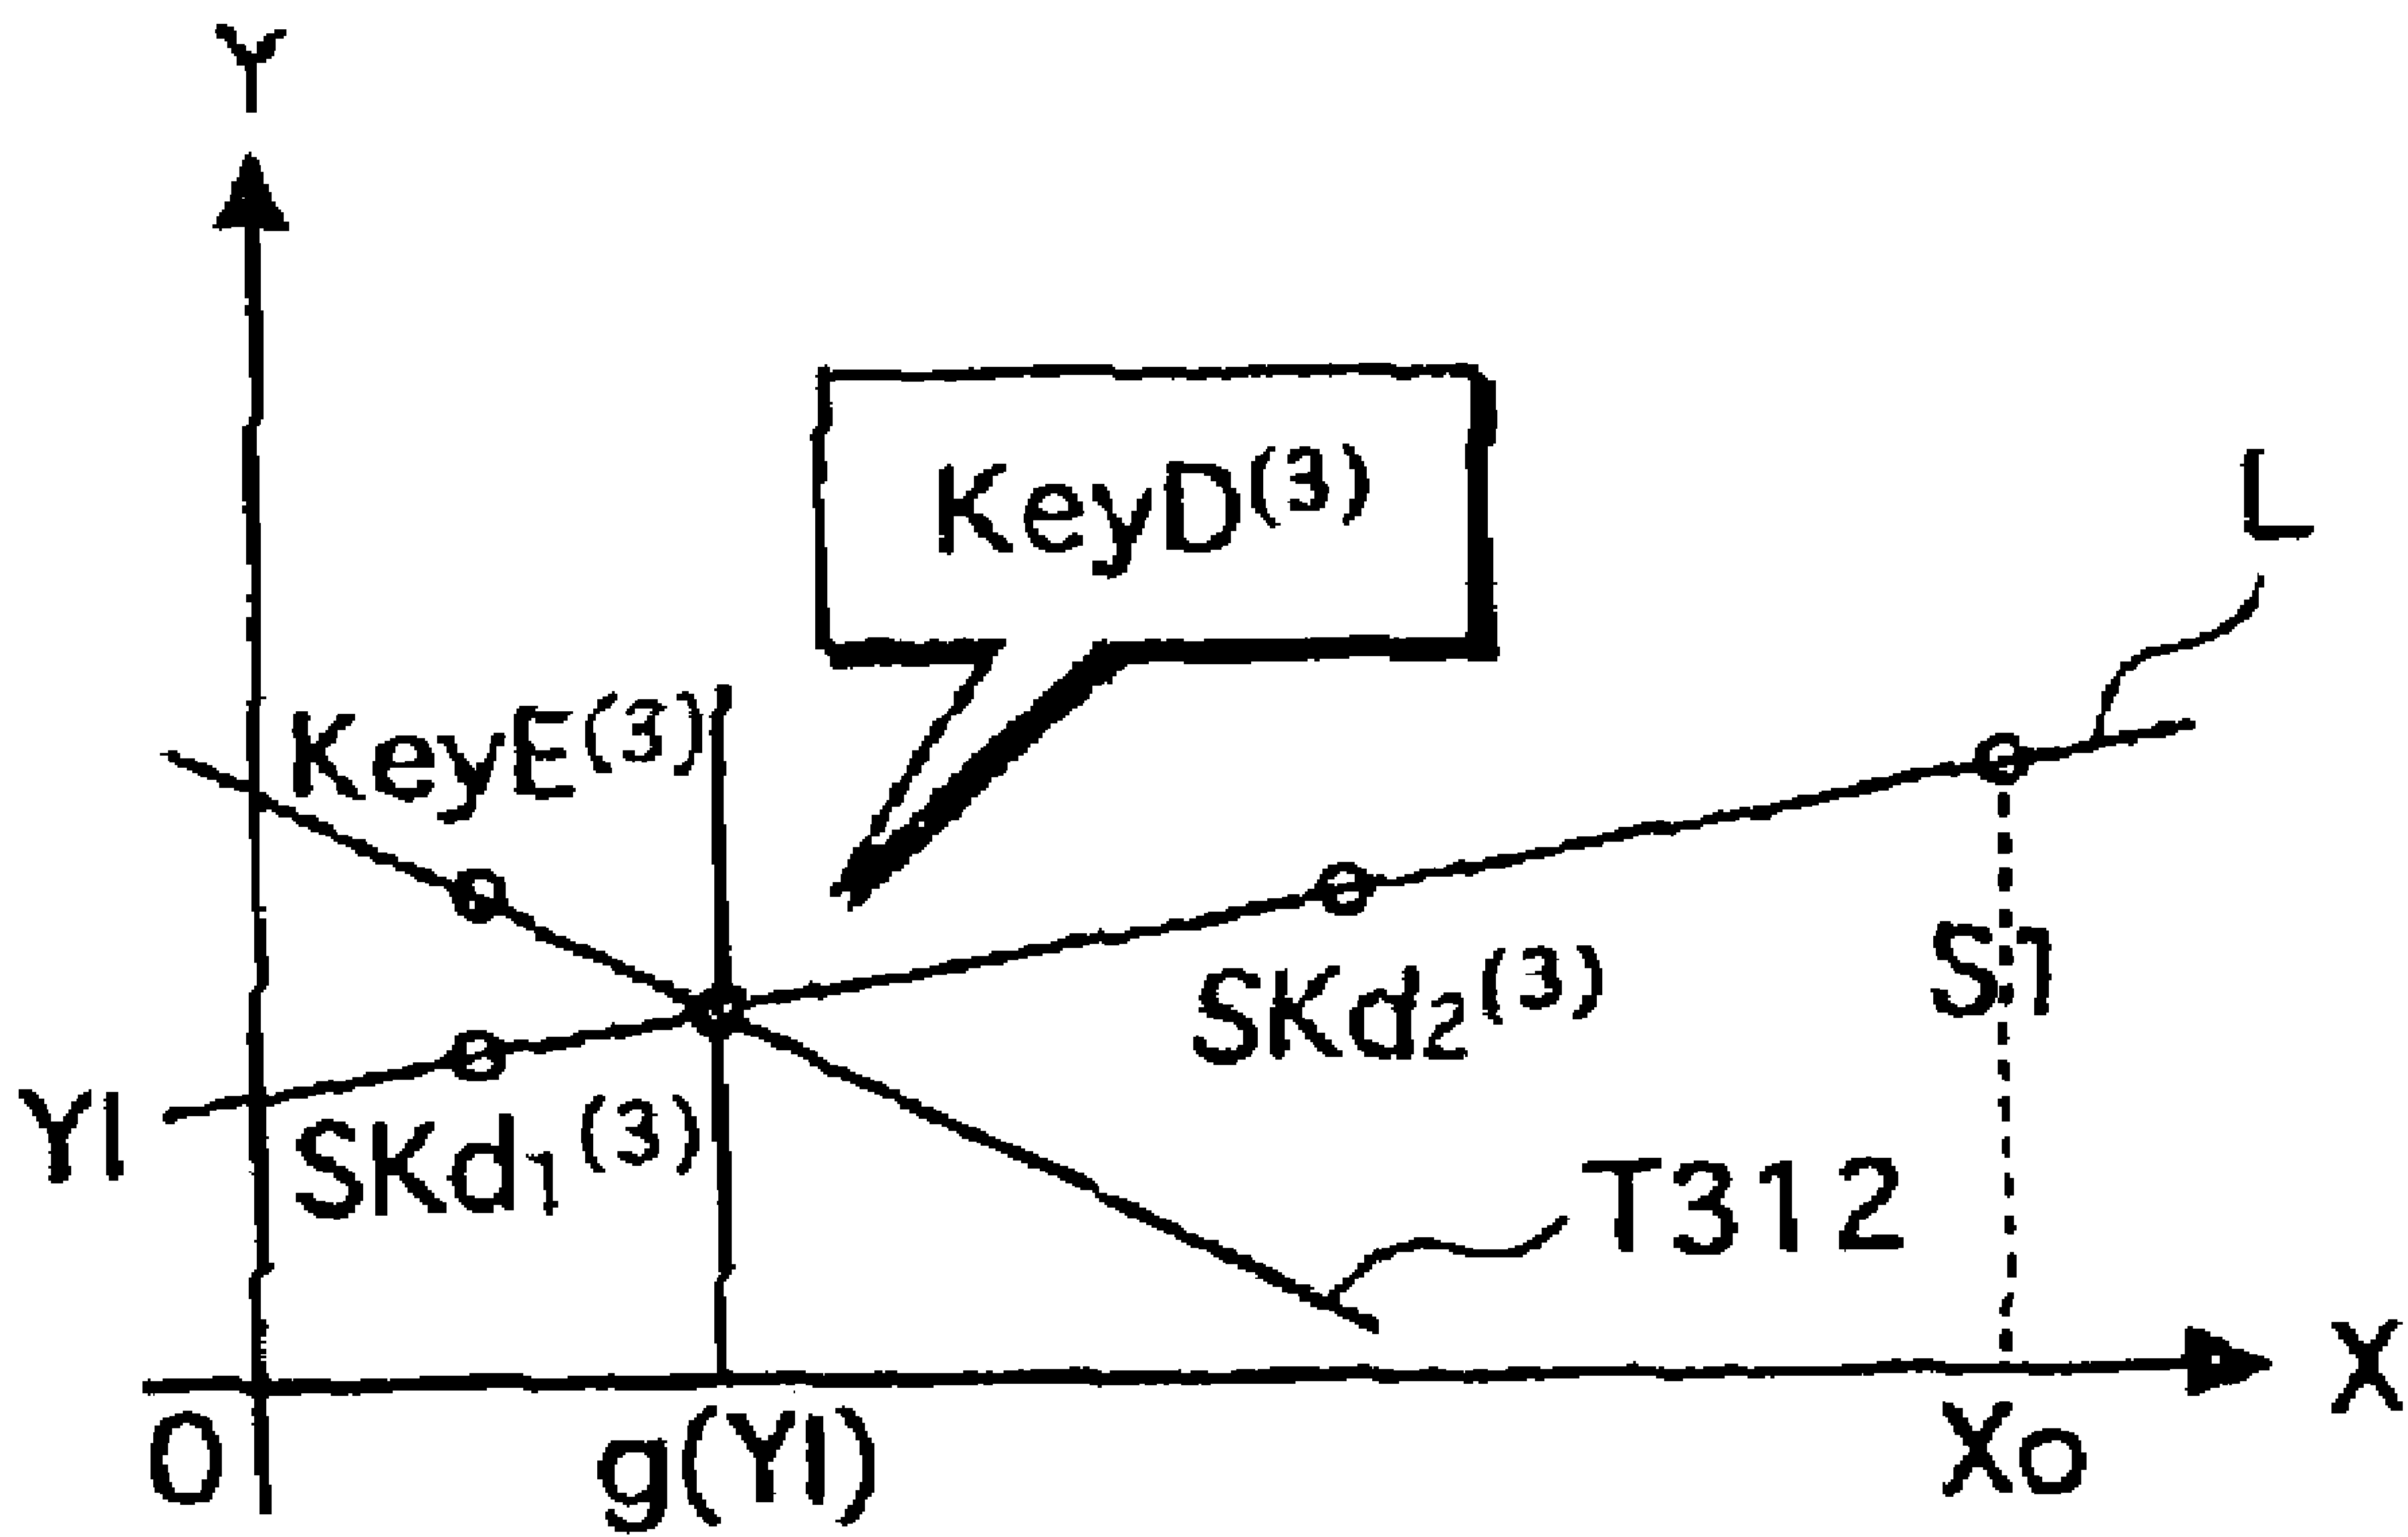 Y
KeyD(3)
L
KeyE(3)
SKd2(3)
S1
Yl
SKd1(3)
T312
X
O
g(Yl)
Xo